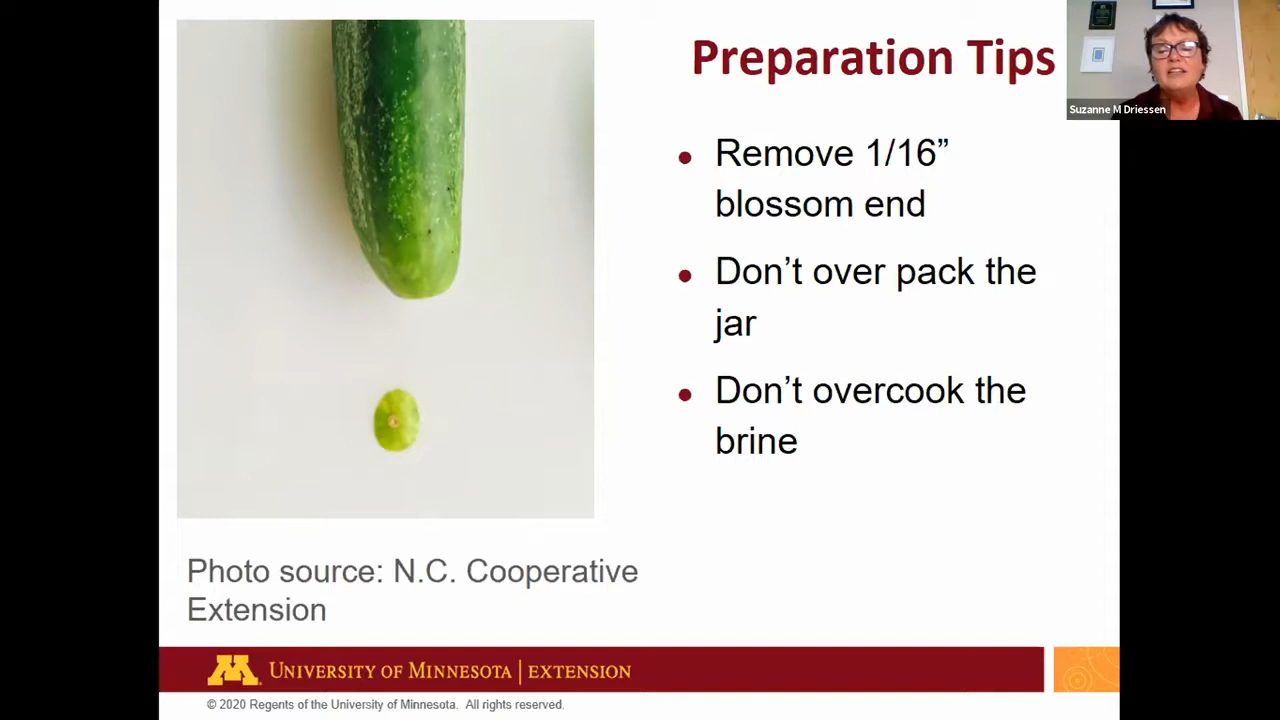 Preparation Tips
Suzanne M Driessen
• Remove 1/16”
blossom end
• Don’t over pack the
jar
• Don’t overcook the
brine
Photo source: N.C. Cooperative
Extension
M UNIVERSITY OF MINNESOTA | EXTENSION
© 2020 Regents of the University of Minnesota. All rights reserved.